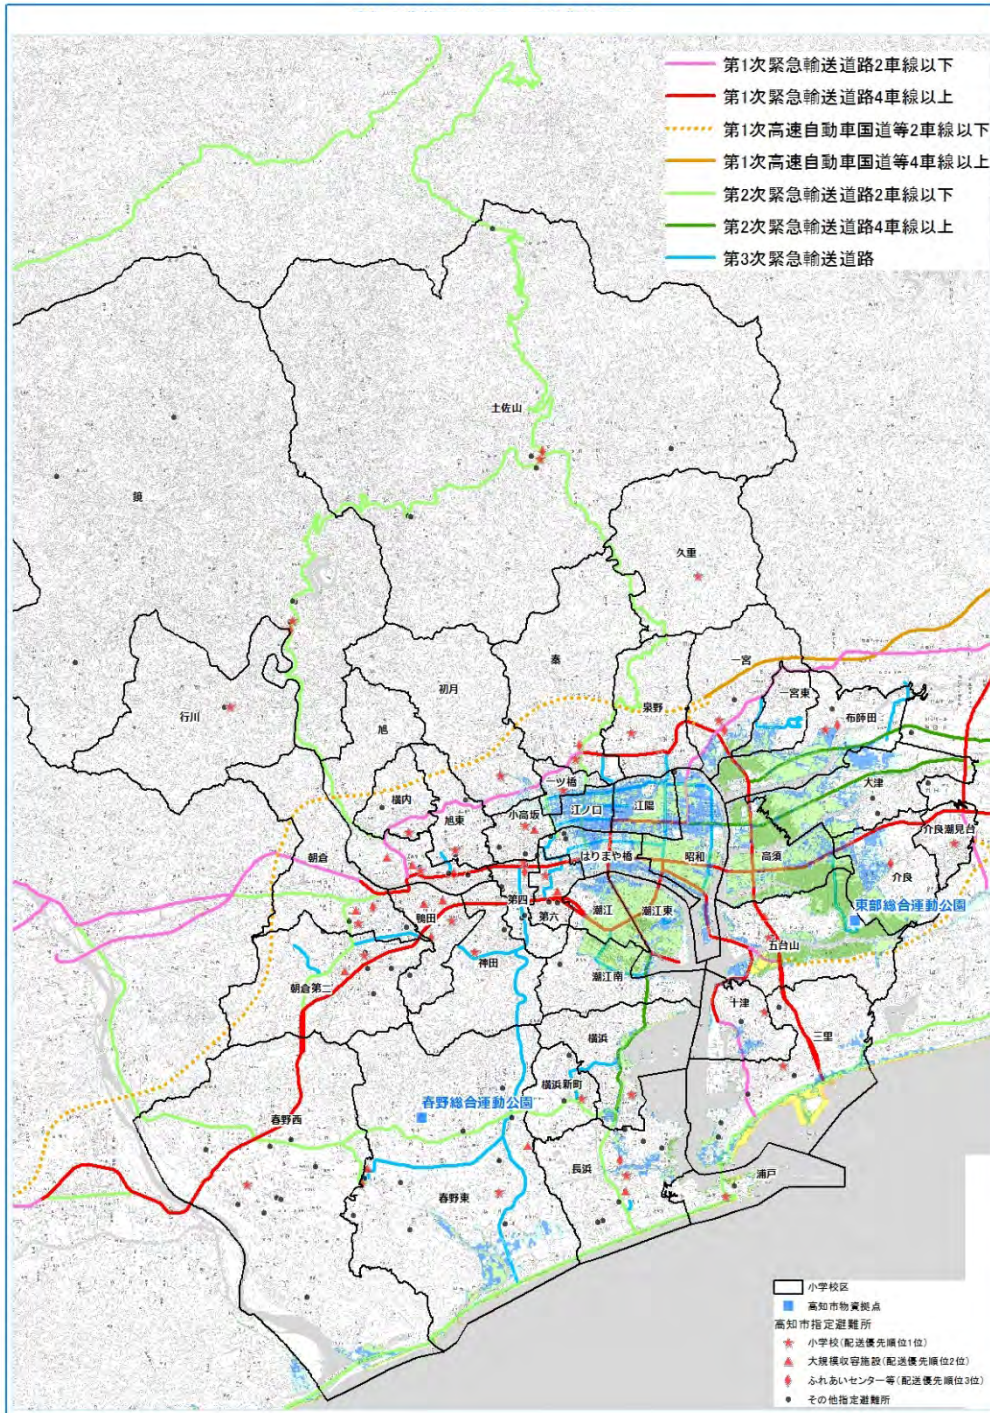 第1次緊急輸送道路2車線以下
第1次緊急輸送道路4車線以上
第1次高速自動車国道等2車線以下
第1次高速自動車国道等4車線以上
第2次緊急輸送道路2車線以下
第2次緊急輸送道路4車線以上
第3次緊急輸送道路
土佐山
鏡
久重
秦
一宮
初月
泉野
一宮東
行川
旭
布師田
一ツ橋
大津
横内
江ノ口
江陽
小高坂
旭東
介良潮見台
朝倉
はりまや橋
昭和
高須
介良
第四
鴨田
第六
潮江
潮江東
東部総合運動公園
五台山
神田
潮江南
朝倉第二
十津
三里
横浜
横浜新町
春野総合運動公園
春野西
長浜
浦戸
春野東
小学校区
高知市物資拠点
高知市指定避難所
小学校(配送優先順位1位)
大規模収容施設(配送優先順位2位)
ふれあいセンター等(配送優先順位3位)
その他指定避難所